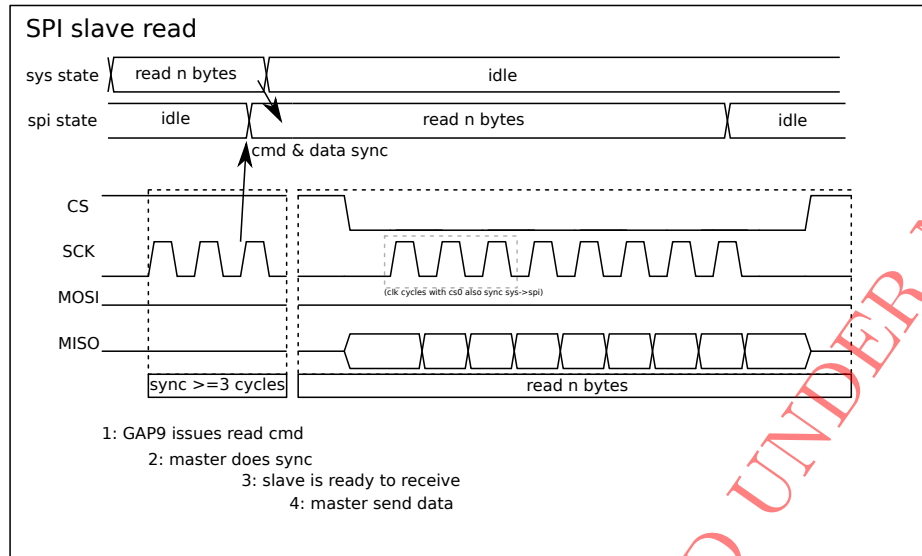 SPI slave read
sys state
read n bytes
idle
spi state
idle
read n bytes
idle
cmd & data sync
CS
SCK
(clk cycles with cs0 also sync sys->spi)
MOSI
MISO
sync >=3 cycles
read n bytes
1: GAP9 issues read cmd
2: master does sync
3: slave is ready to receive
4: master send data
UNDER